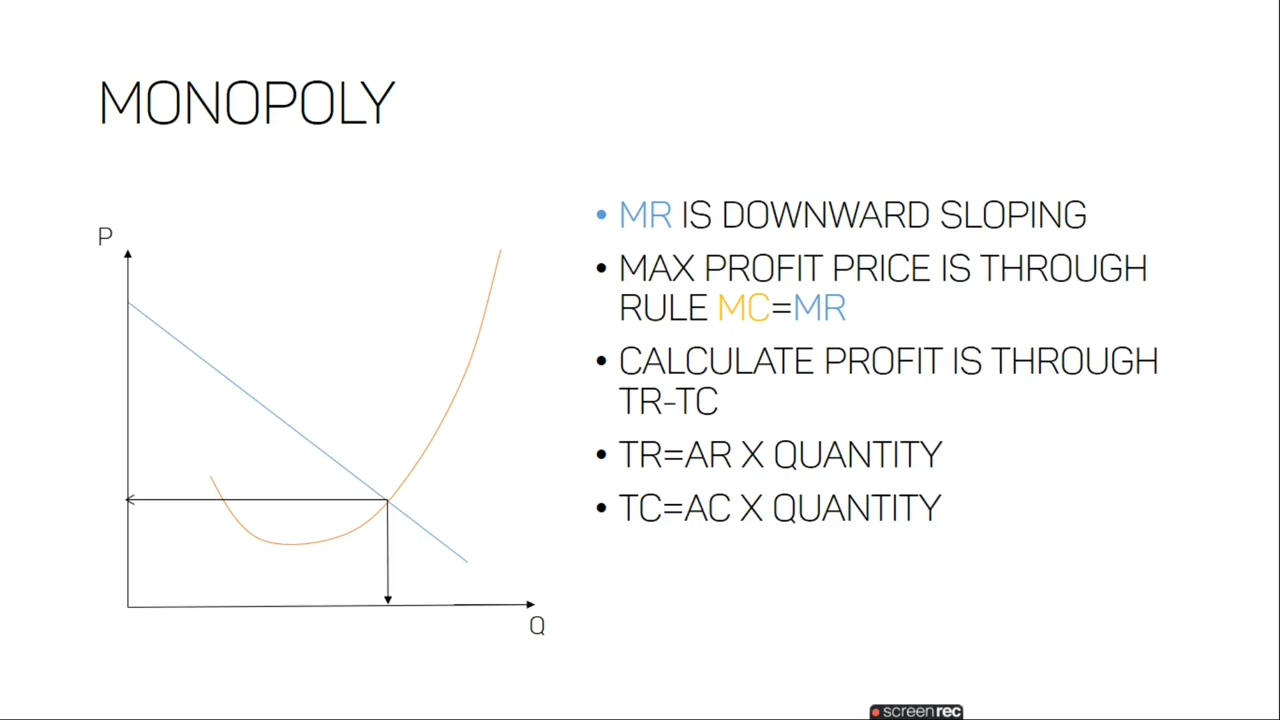 MONOPOLY
P
Q
• MR IS DOWNWARD SLOPING
• MAX PROFIT PRICE IS THROUGH
RULE MC=MR
• CALCULATE PROFIT IS THROUGH
TR-TC
• TR=AR X QUANTITY
• TC=AC X QUANTITY
screenrec